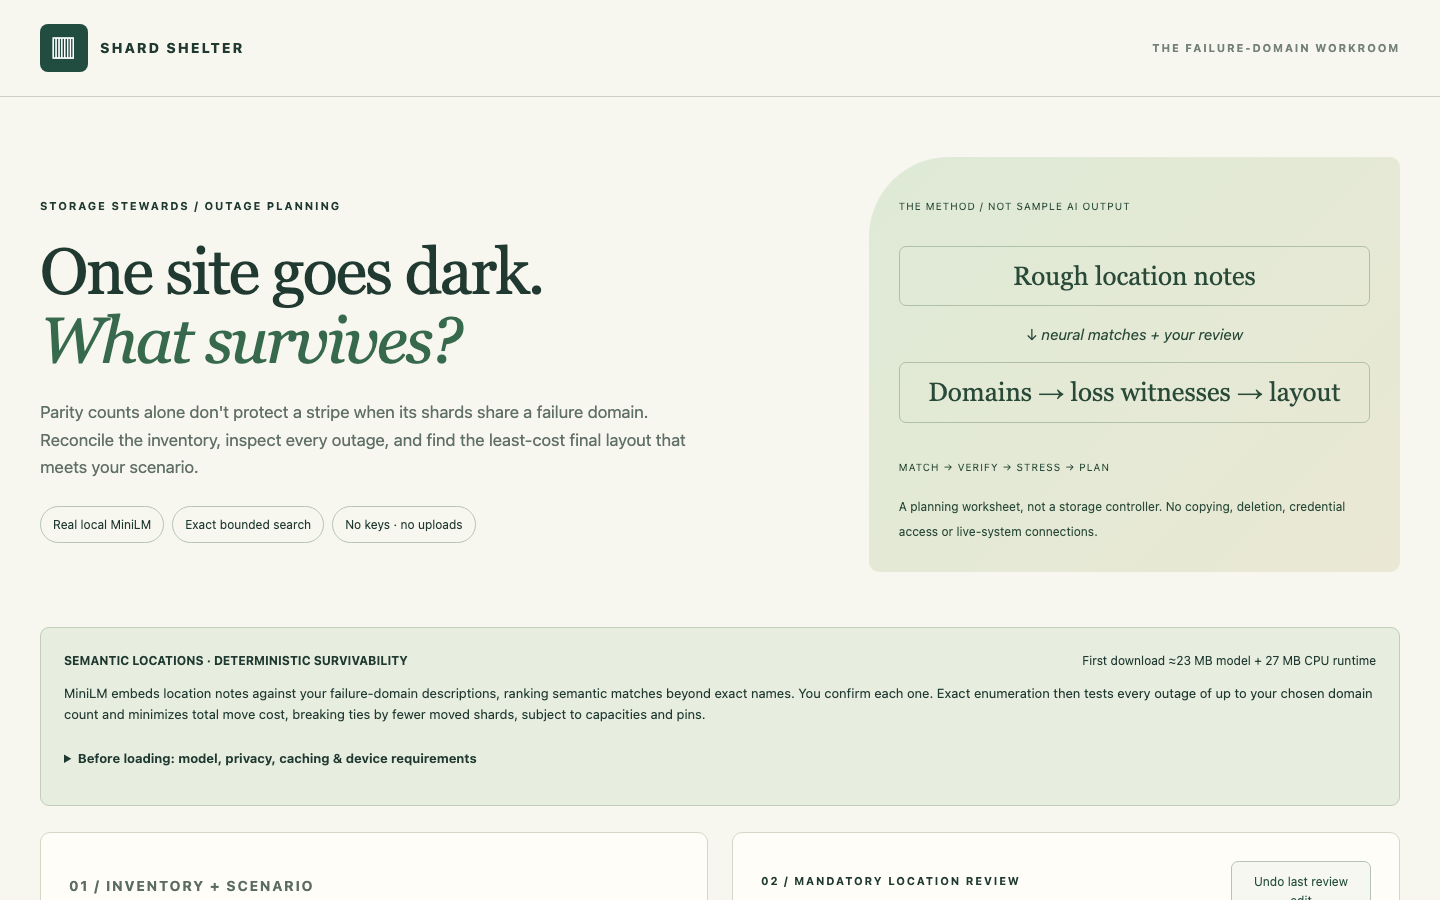 SHARD SHELTER
THE FAILURE-DOMAIN WORKROOM
STORAGE STEWARDS / OUTAGE PLANNING
One site goes dark.
What survives?
Parity counts alone don't protect a stripe when its shards share a failure domain.
Reconcile the inventory, inspect every outage, and find the least-cost final layout that
meets your scenario.
Real local MiniLM
Exact bounded search
No keys · no uploads
THE METHOD / NOT SAMPLE AI OUTPUT
Rough location notes
↓ neural matches + your review
Domains → loss witnesses → layout
MATCH → VERIFY → STRESS → PLAN
A planning worksheet, not a storage controller. No copying, deletion, credential
access or live-system connections.
SEMANTIC LOCATIONS · DETERMINISTIC SURVIVABILITY
First download ≈23 MB model + 27 MB CPU runtime
MiniLM embeds location notes against your failure-domain descriptions, ranking semantic matches beyond exact names. You confirm each one. Exact enumeration then tests every outage of up to your chosen domain
count and minimizes total move cost, breaking ties by fewer moved shards, subject to capacities and pins.
▶ Before loading: model, privacy, caching & device requirements
01 / INVENTORY + SCENARIO
02 / MANDATORY LOCATION REVIEW
Undo last review
edit